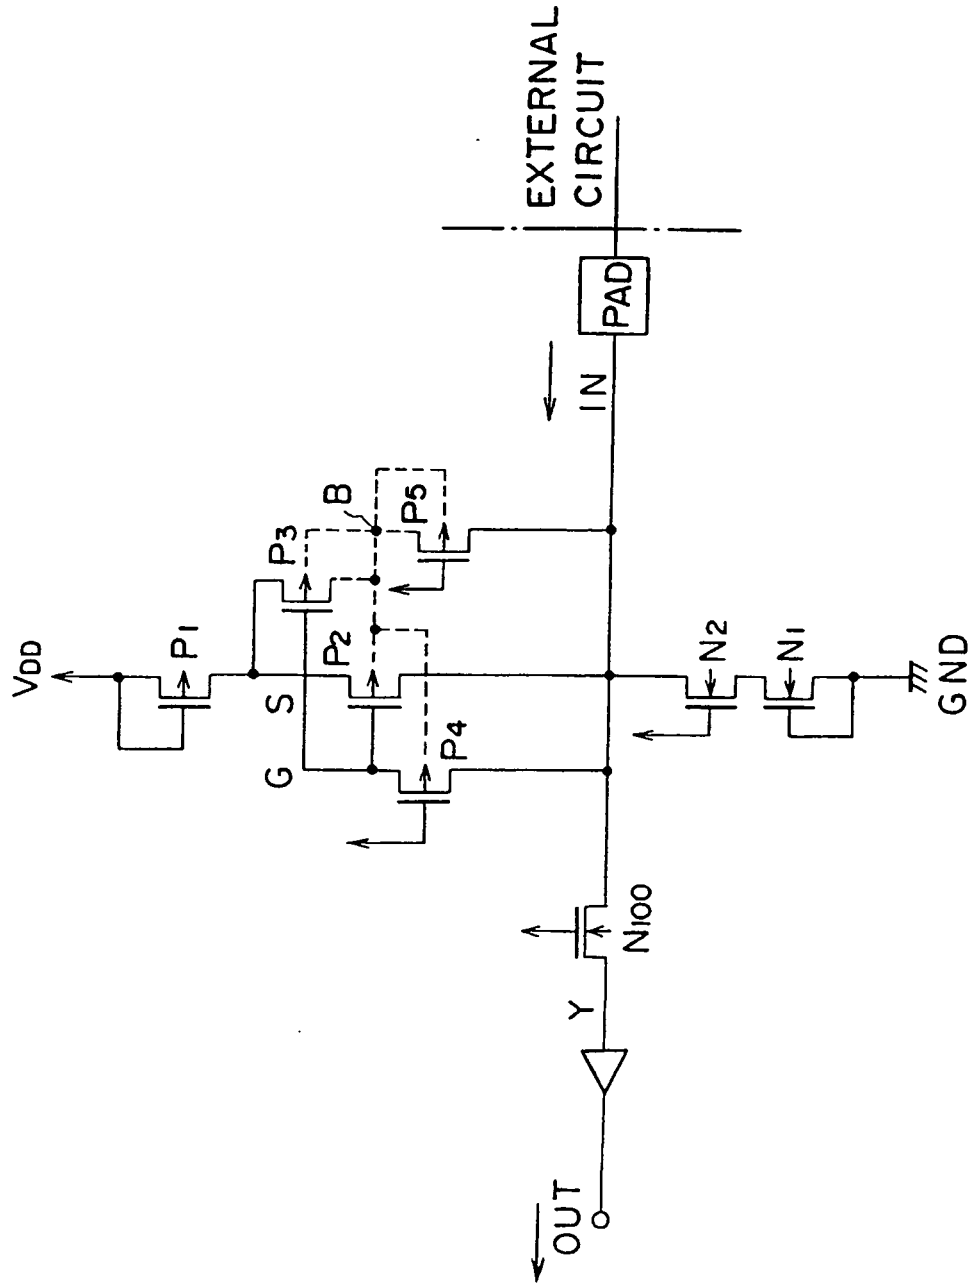 VDD
P1
P3
B
P2
P5
S
G
P4
EXTERNAL
CIRCUIT
PAD
IN
N2
N1
GND
N100
Y
OUT